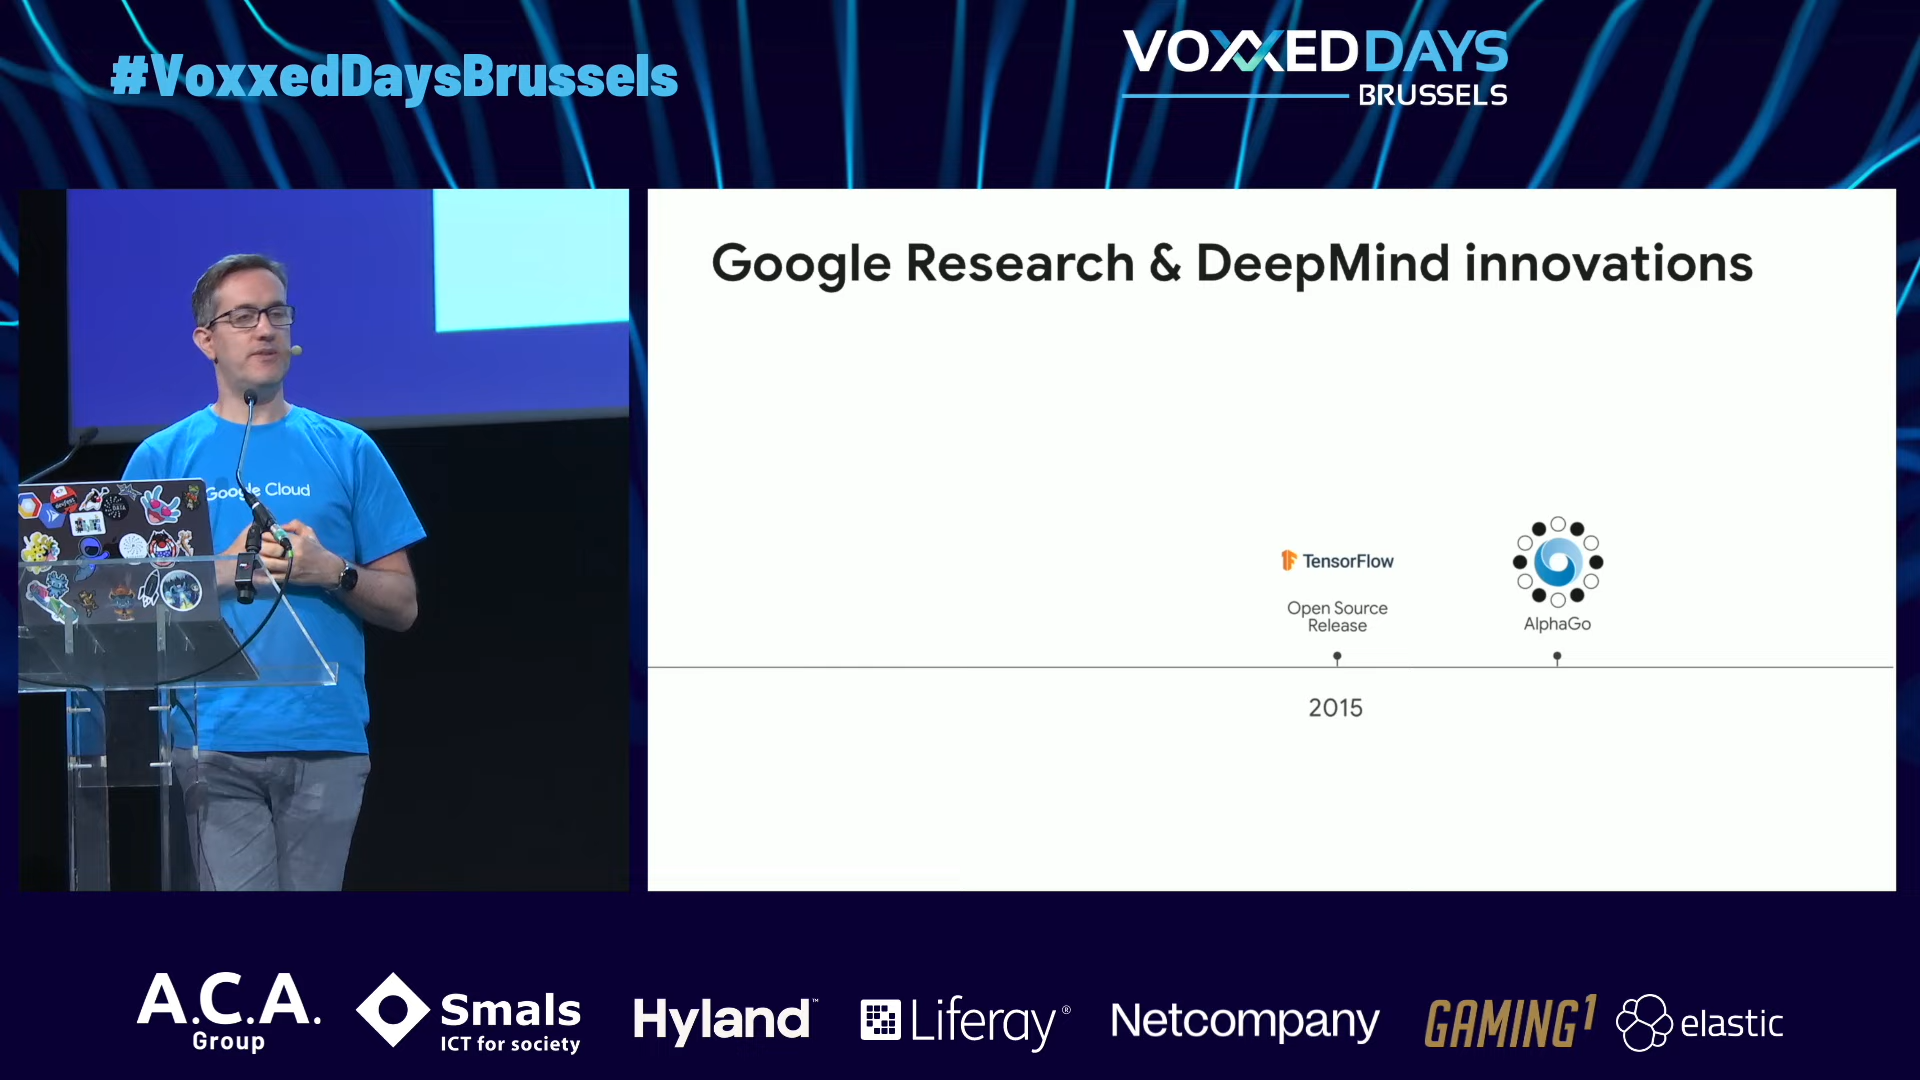 #VoxxedDaysBrussels
VOXXED DAYS
BRUSSELS
Google Research & DeepMind innovations
Google Cloud
TensorFlow
Open Source
Release
AlphaGo
2015
A.C.A.
Group
Smals
ICT for society
Hyland™
Liferay®
Netcompany
GAMING1
elastic